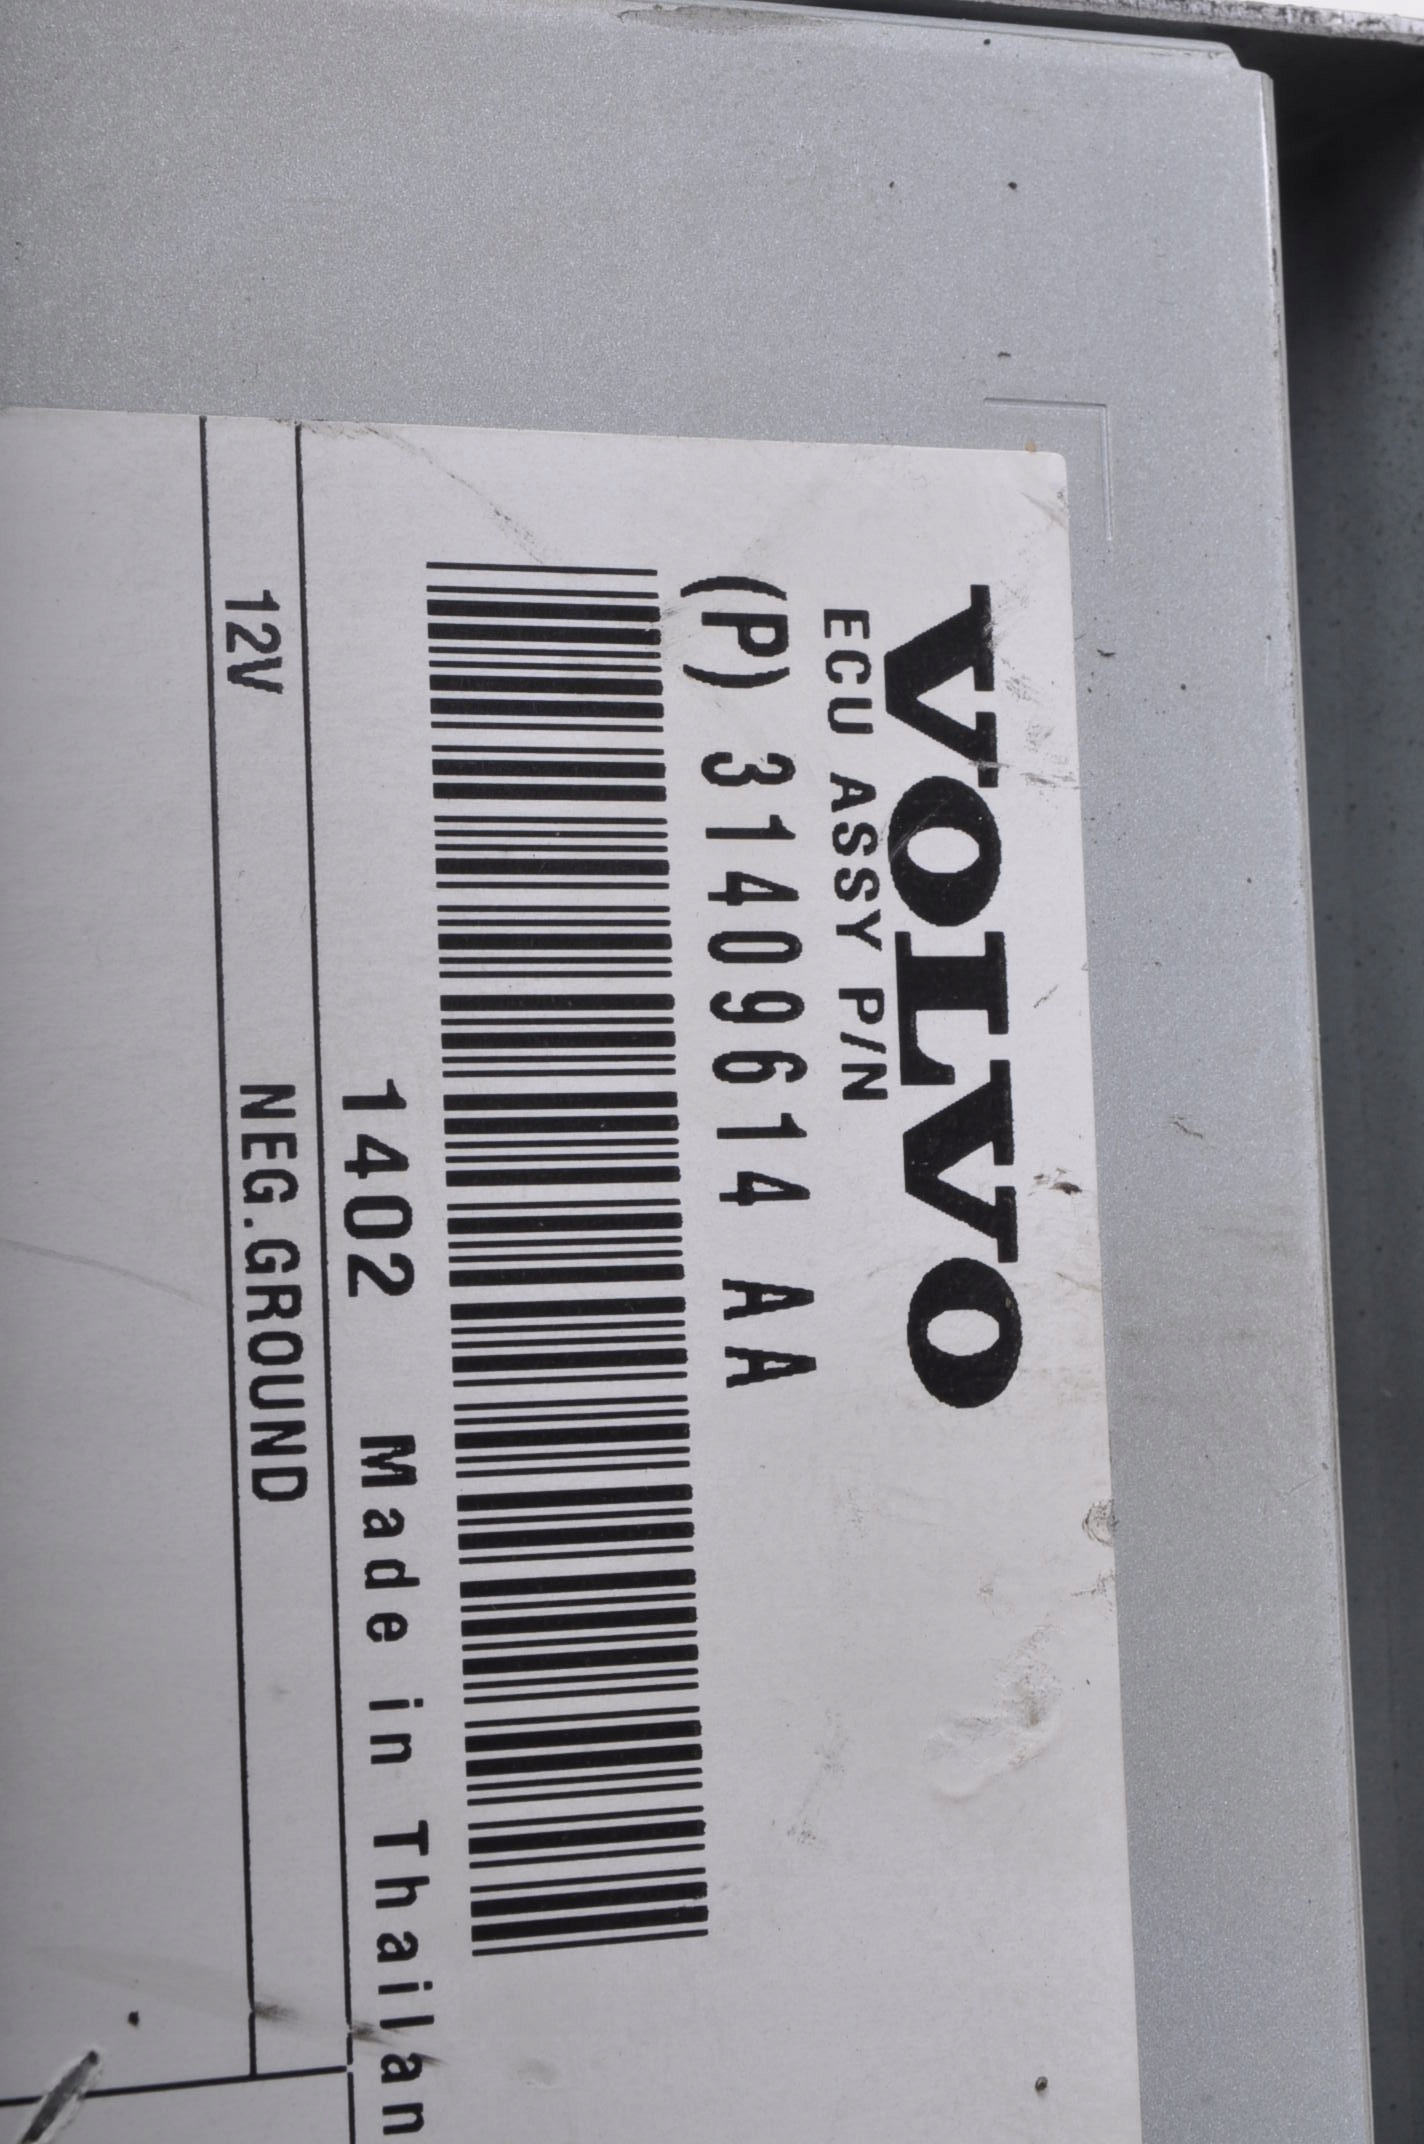 VOLVO
ECU ASSY P/N
(P) 31409614 AA
1402 Made in Thailan
12V NEG.GROUND